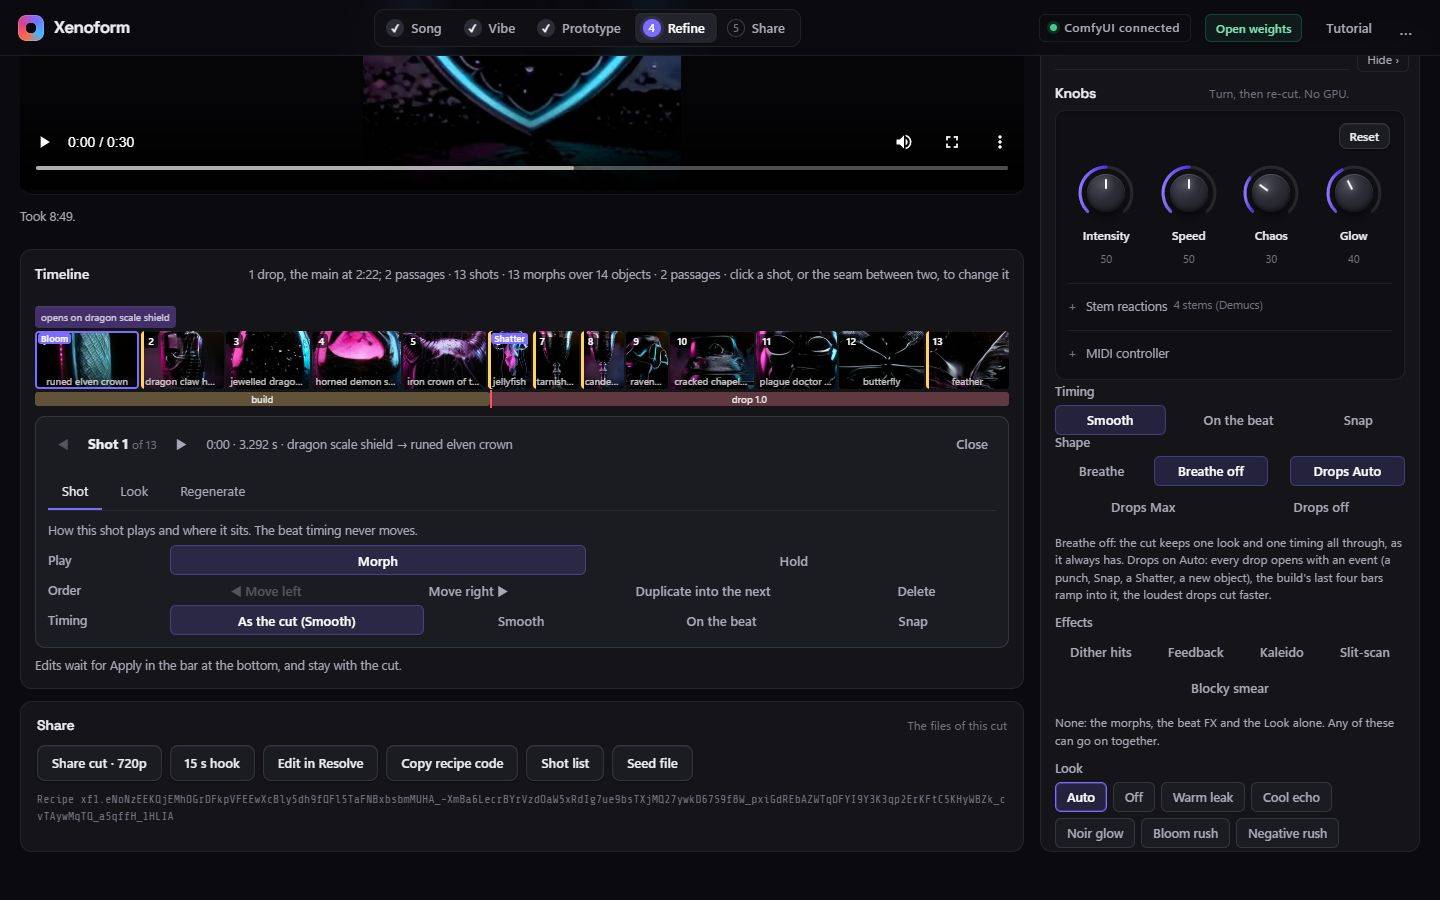 Xenoform
Song
Vibe
Prototype
4 Refine
5 Share
ComfyUI connected
Open weights
Tutorial
...
0:00 / 0:30
Took 8:49.
Timeline
1 drop, the main at 2:22; 2 passages · 13 shots · 13 morphs over 14 objects · 2 passages · click a shot, or the seam between two, to change it
opens on dragon scale shield
Bloom
runed elven crown
2
dragon claw h...
3
jewelled drago...
4
horned demon s...
5
iron crown of t...
Shatter
jellyfish
7
tarnish...
8
cande...
9
raven...
10
cracked chapel...
11
plague doctor ...
12
butterfly
13
feather
build
drop 1.0
Shot 1 of 13
0:00 · 3.292 s · dragon scale shield → runed elven crown
Close
Shot
Look
Regenerate
How this shot plays and where it sits. The beat timing never moves.
Play
Morph
Hold
Order
◀ Move left
Move right ▶
Duplicate into the next
Delete
Timing
As the cut (Smooth)
Smooth
On the beat
Snap
Edits wait for Apply in the bar at the bottom, and stay with the cut.
Share
The files of this cut
Share cut · 720p
15 s hook
Edit in Resolve
Copy recipe code
Shot list
Seed file
Hide ›
Knobs
Turn, then re-cut. No GPU.
Reset
Intensity
Speed
Chaos
Glow
50
50
30
40
+ Stem reactions 4 stems (Demucs)
+ MIDI controller
Timing
Smooth
On the beat
Snap
Shape
Breathe
Breathe off
Drops Auto
Drops Max
Drops off
Breathe off: the cut keeps one look and one timing all through, as
it always has. Drops on Auto: every drop opens with an event (a
punch, Snap, a Shatter, a new object), the build's last four bars
ramp into it, the loudest drops cut faster.
Effects
Dither hits
Feedback
Kaleido
Slit-scan
Blocky smear
None: the morphs, the beat FX and the Look alone. Any of these
can go on together.
Look
Auto
Off
Warm leak
Cool echo
Noir glow
Bloom rush
Negative rush